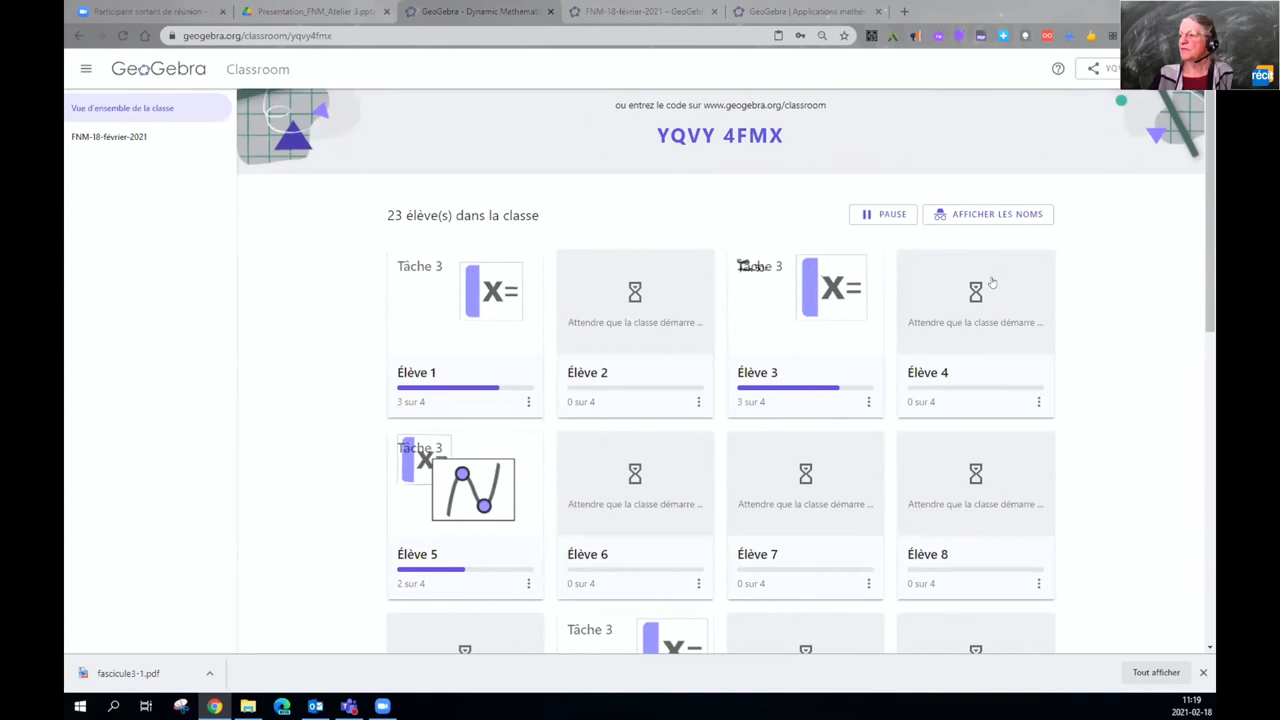 Participant sortant de réunion -
Presentation_FNM_Atelier 3.ppt
GeoGebra - Dynamic Mathemat
FNM-18-février-2021 – GeoGeb
GeoGebra | Applications mathé
geogebra.org/classroom/yqvy4fmx
GeoGebra Classroom
YQ
récit
Vue d'ensemble de la classe
FNM-18-février-2021
ou entrez le code sur www.geogebra.org/classroom
YQVY 4FMX
23 élève(s) dans la classe
PAUSE
AFFICHER LES NOMS
Tâche 3
X=
Attendre que la classe démarre ...
Tâche 3
X=
Attendre que la classe démarre ...
Élève 1
Élève 2
Élève 3
Élève 4
3 sur 4
0 sur 4
3 sur 4
0 sur 4
Tâche 3
Attendre que la classe démarre ...
Attendre que la classe démarre ...
Attendre que la classe démarre ...
Élève 5
Élève 6
Élève 7
Élève 8
2 sur 4
0 sur 4
0 sur 4
0 sur 4
Tâche 3
fascicule3-1.pdf
Tout afficher
11:19
2021-02-18